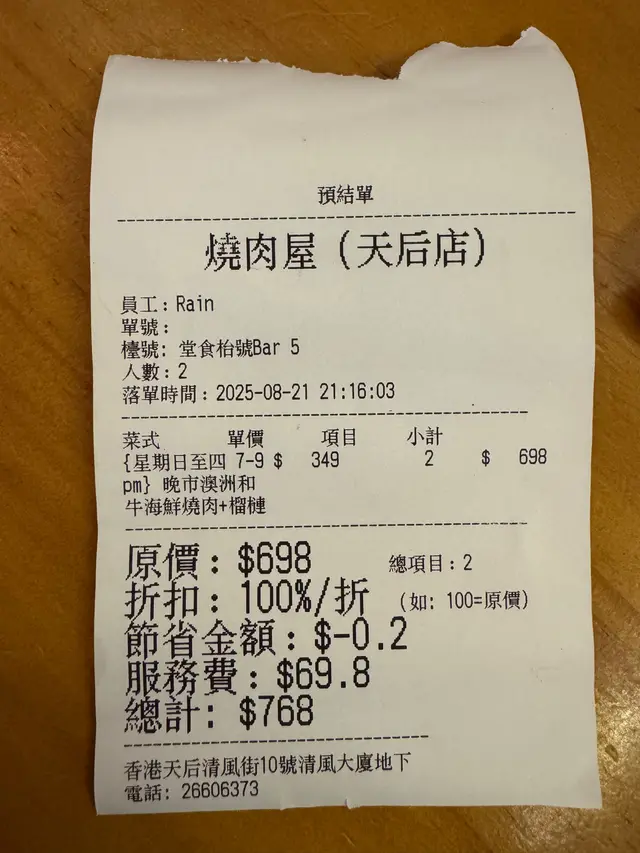 預結單
燒肉屋 (天后店)
員工: Rain
單號:
檯號: 堂食枱號Bar 5
人數: 2
落單時間: 2025-08-21 21:16:03
菜式 單價 項目 小計
{星期日至四 7-9 $ 349 2 $ 698
pm} 晚市澳洲和
牛海鮮燒肉+榴槤
原價: $698 總項目: 2
折扣: 100%/折 (如: 100=原價)
節省金額: $-0.2
服務費: $69.8
總計: $768
香港天后清風街10號清風大廈地下
電話: 26606373